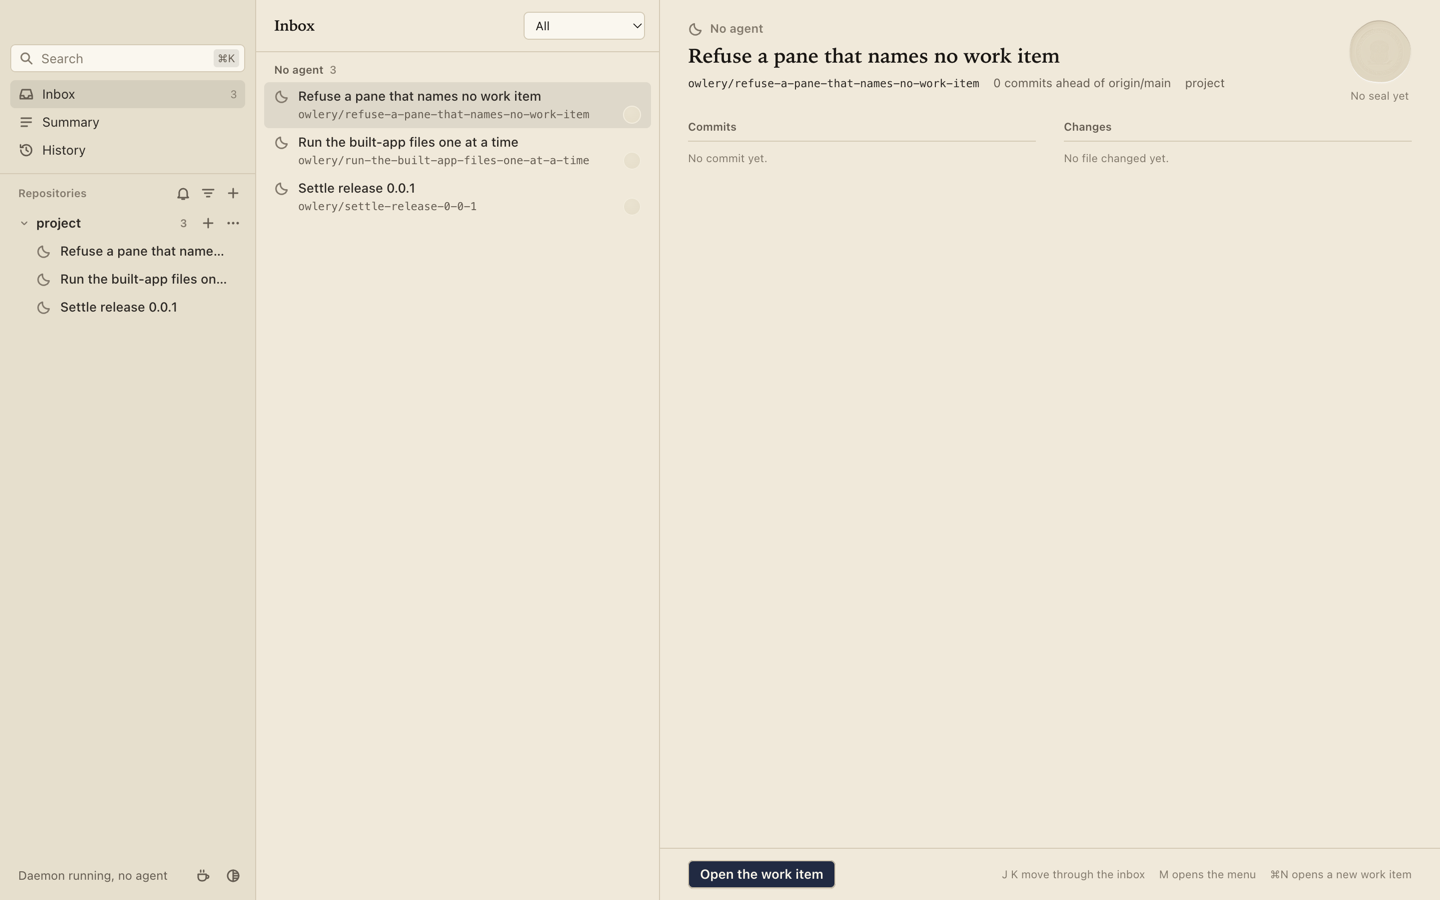 Search ⌘K
Inbox 3
Summary
History
Repositories
project 3
Refuse a pane that name...
Run the built-app files on...
Settle release 0.0.1
Daemon running, no agent
Inbox All
No agent 3
Refuse a pane that names no work item
owlery/refuse-a-pane-that-names-no-work-item
Run the built-app files one at a time
owlery/run-the-built-app-files-one-at-a-time
Settle release 0.0.1
owlery/settle-release-0-0-1
No agent
Refuse a pane that names no work item
owlery/refuse-a-pane-that-names-no-work-item 0 commits ahead of origin/main project
No seal yet
Commits
No commit yet.
Changes
No file changed yet.
Open the work item
J K move through the inbox M opens the menu ⌘N opens a new work item